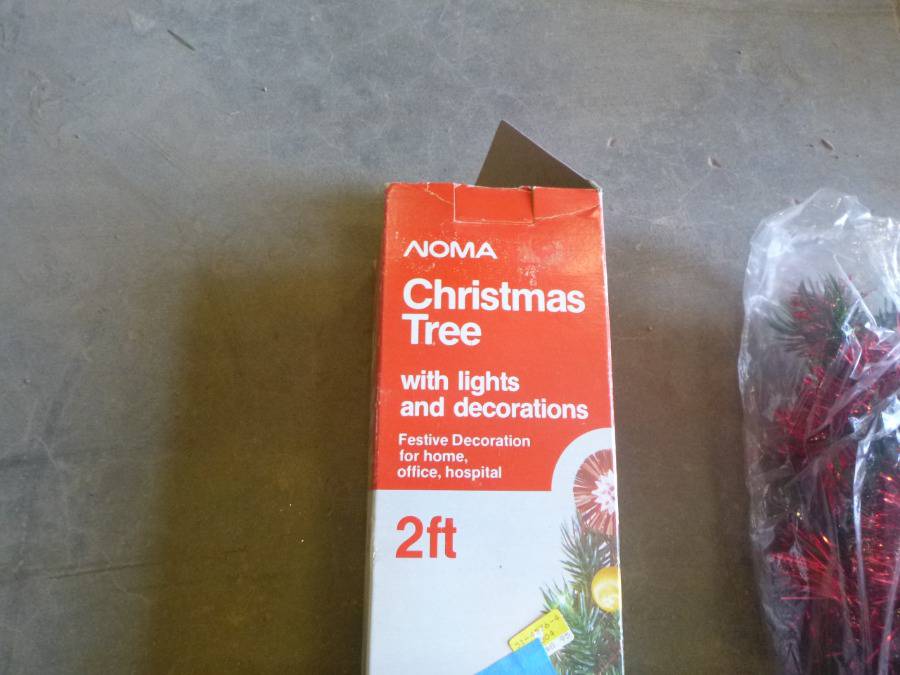 NOMA
Christmas
Tree
with lights
and decorations
Festive Decoration
for home,
office, hospital
2ft